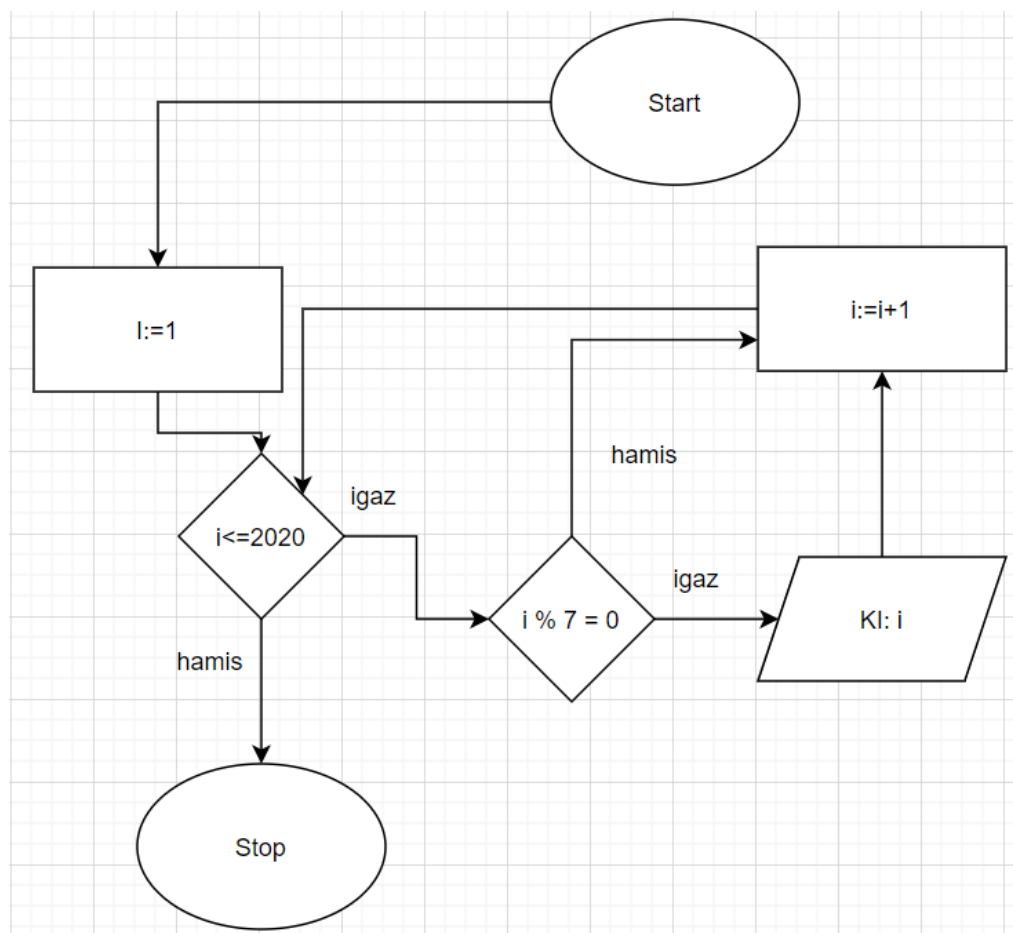 Start
I:=1
i:=i+1
hamis
igaz
i<=2020
igaz
i % 7 = 0
KI: i
hamis
Stop